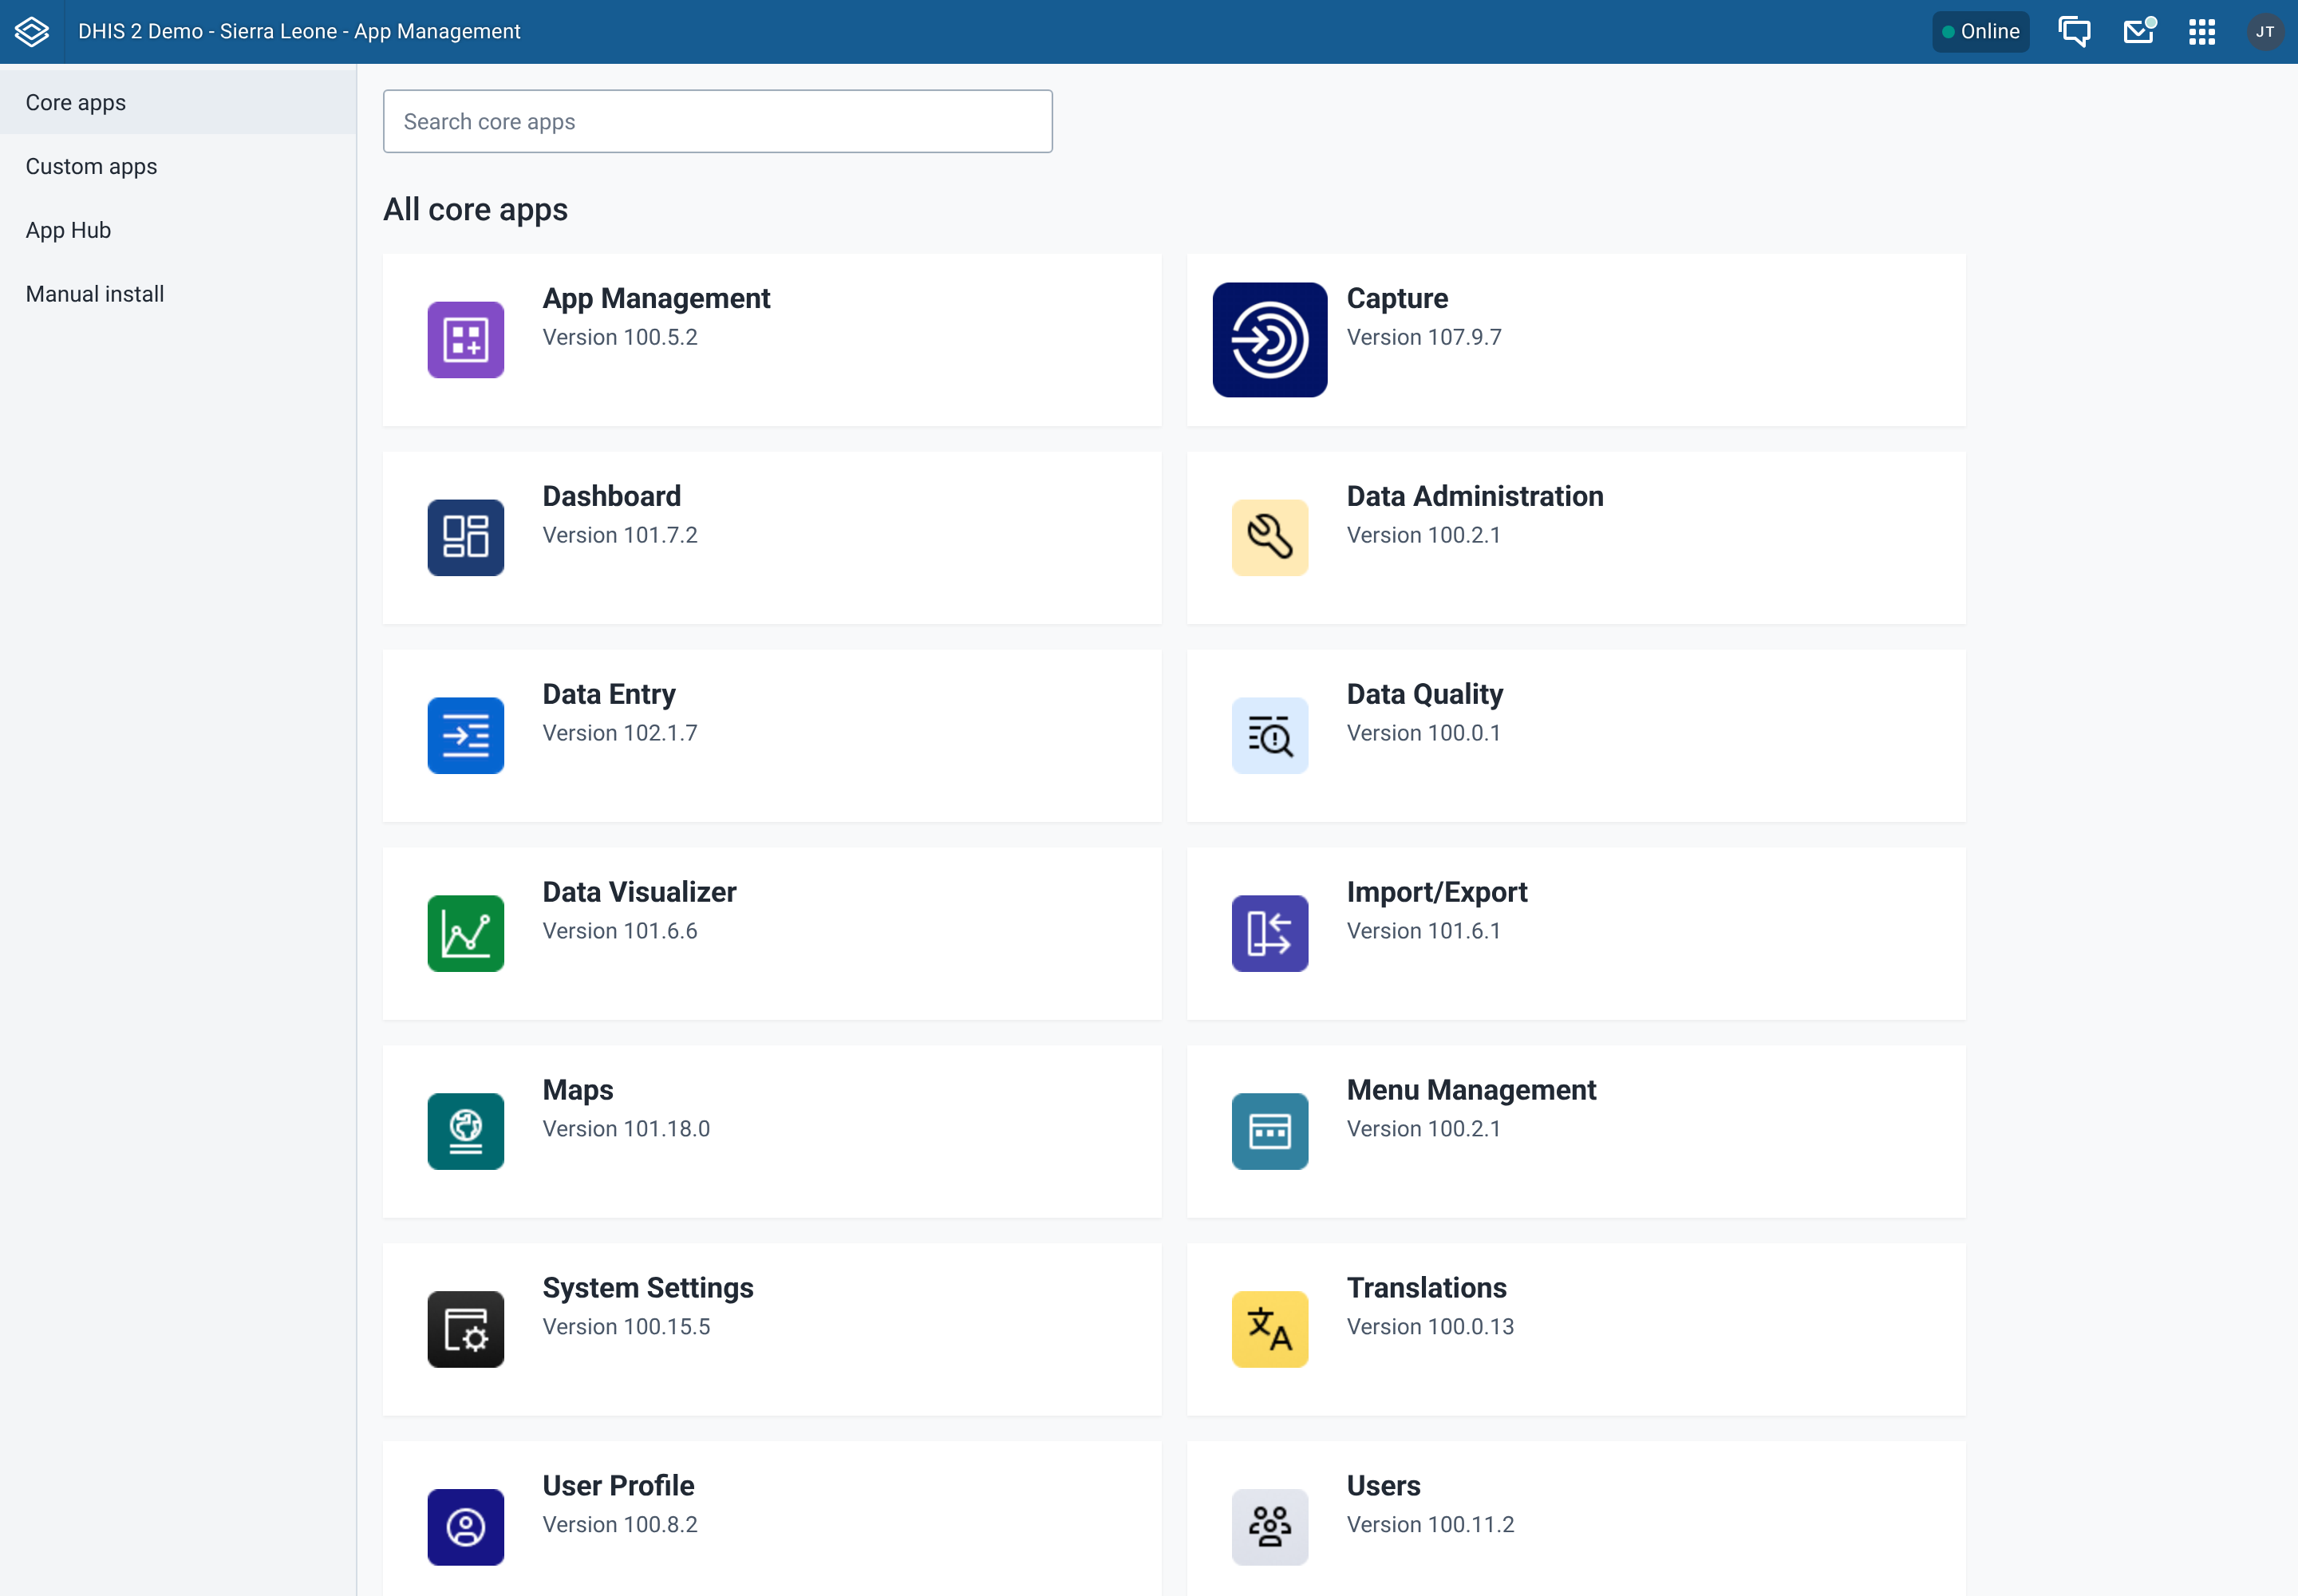 DHIS 2 Demo - Sierra Leone - App Management
Online
JT
Core apps
Custom apps
App Hub
Manual install
Search core apps
All core apps
App Management
Version 100.5.2
Capture
Version 107.9.7
Dashboard
Version 101.7.2
Data Administration
Version 100.2.1
Data Entry
Version 102.1.7
Data Quality
Version 100.0.1
Data Visualizer
Version 101.6.6
Import/Export
Version 101.6.1
Maps
Version 101.18.0
Menu Management
Version 100.2.1
System Settings
Version 100.15.5
Translations
Version 100.0.13
User Profile
Version 100.8.2
Users
Version 100.11.2